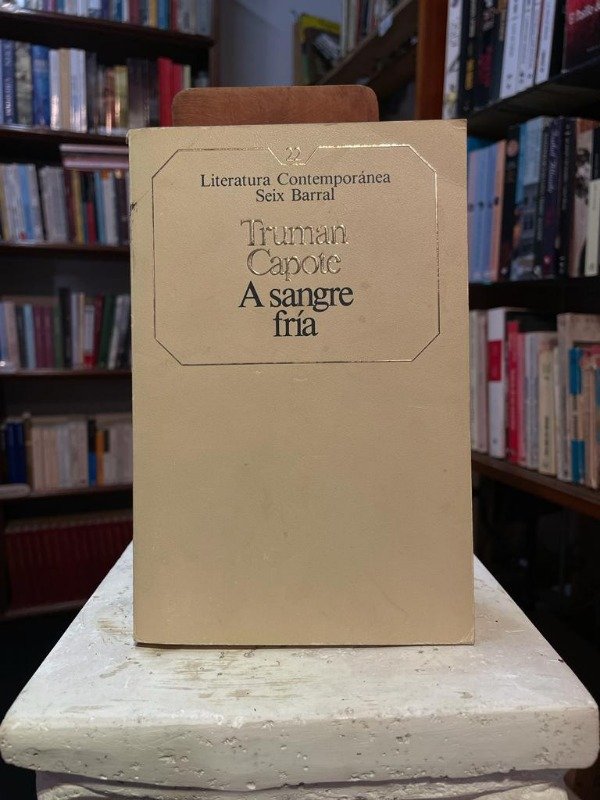 22
Literatura Contemporánea
Seix Barral
Truman
Capote
A sangre
fría